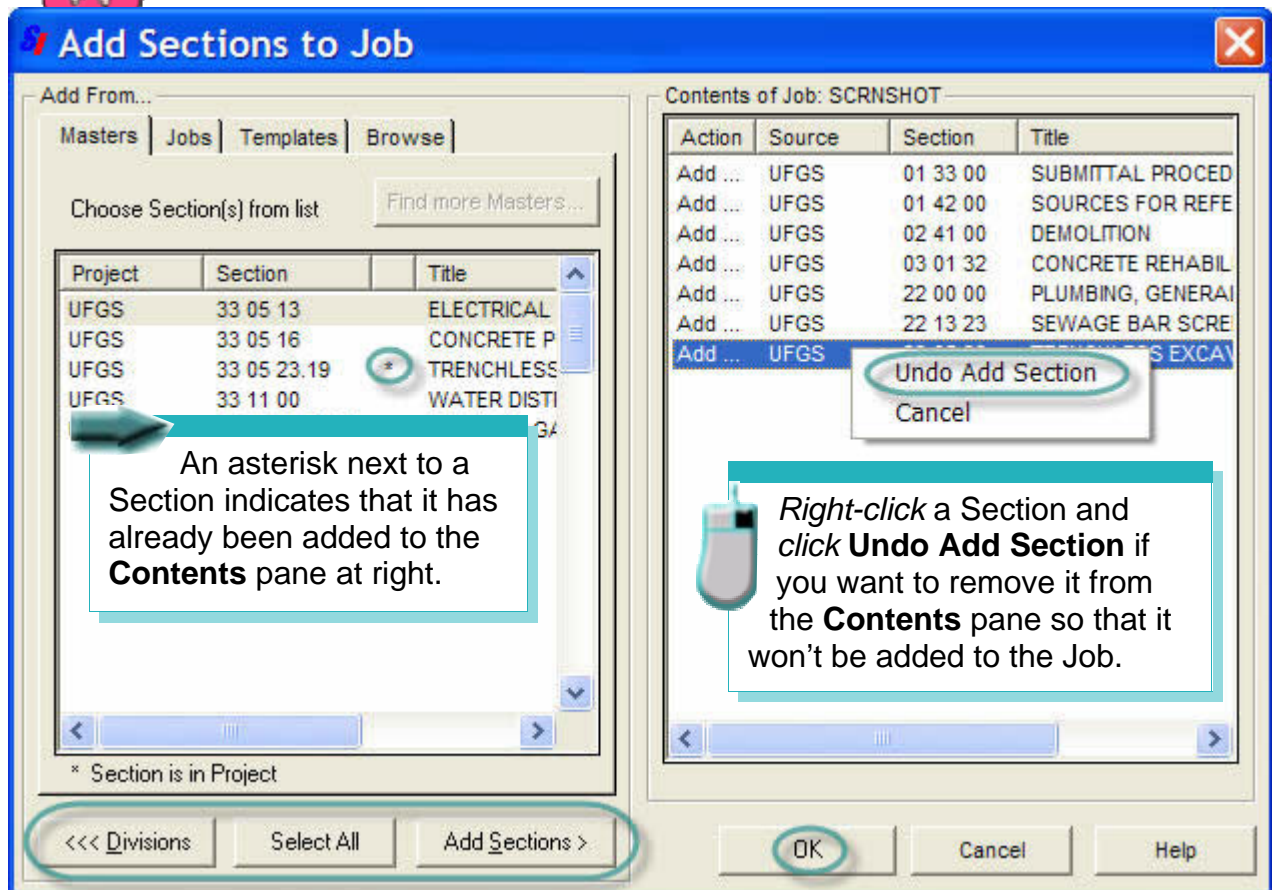 SI Add Sections to Job
Add From...
Masters Jobs Templates Browse
Choose Section(s) from list Find more Masters...
Project Section Title
UFGS 33 05 13 ELECTRICAL
UFGS 33 05 16 CONCRETE P
UFGS 33 05 23.19 * TRENCHLESS
UFGS 33 11 00 WATER DISTI
GA
An asterisk next to a
Section indicates that it has
already been added to the
Contents pane at right.
* Section is in Project
<<< Divisions Select All Add Sections >
Contents of Job: SCRNSHOT
Action Source Section Title
Add ... UFGS 01 33 00 SUBMITTAL PROCED
Add ... UFGS 01 42 00 SOURCES FOR REFE
Add ... UFGS 02 41 00 DEMOLITION
Add ... UFGS 03 01 32 CONCRETE REHABIL
Add ... UFGS 22 00 00 PLUMBING, GENERAI
Add ... UFGS 22 13 23 SEWAGE BAR SCRE
Add ... UFGS S EXCAV
Undo Add Section
Cancel
Right-click a Section and
click Undo Add Section if
you want to remove it from
the Contents pane so that it
won't be added to the Job.
OK Cancel Help